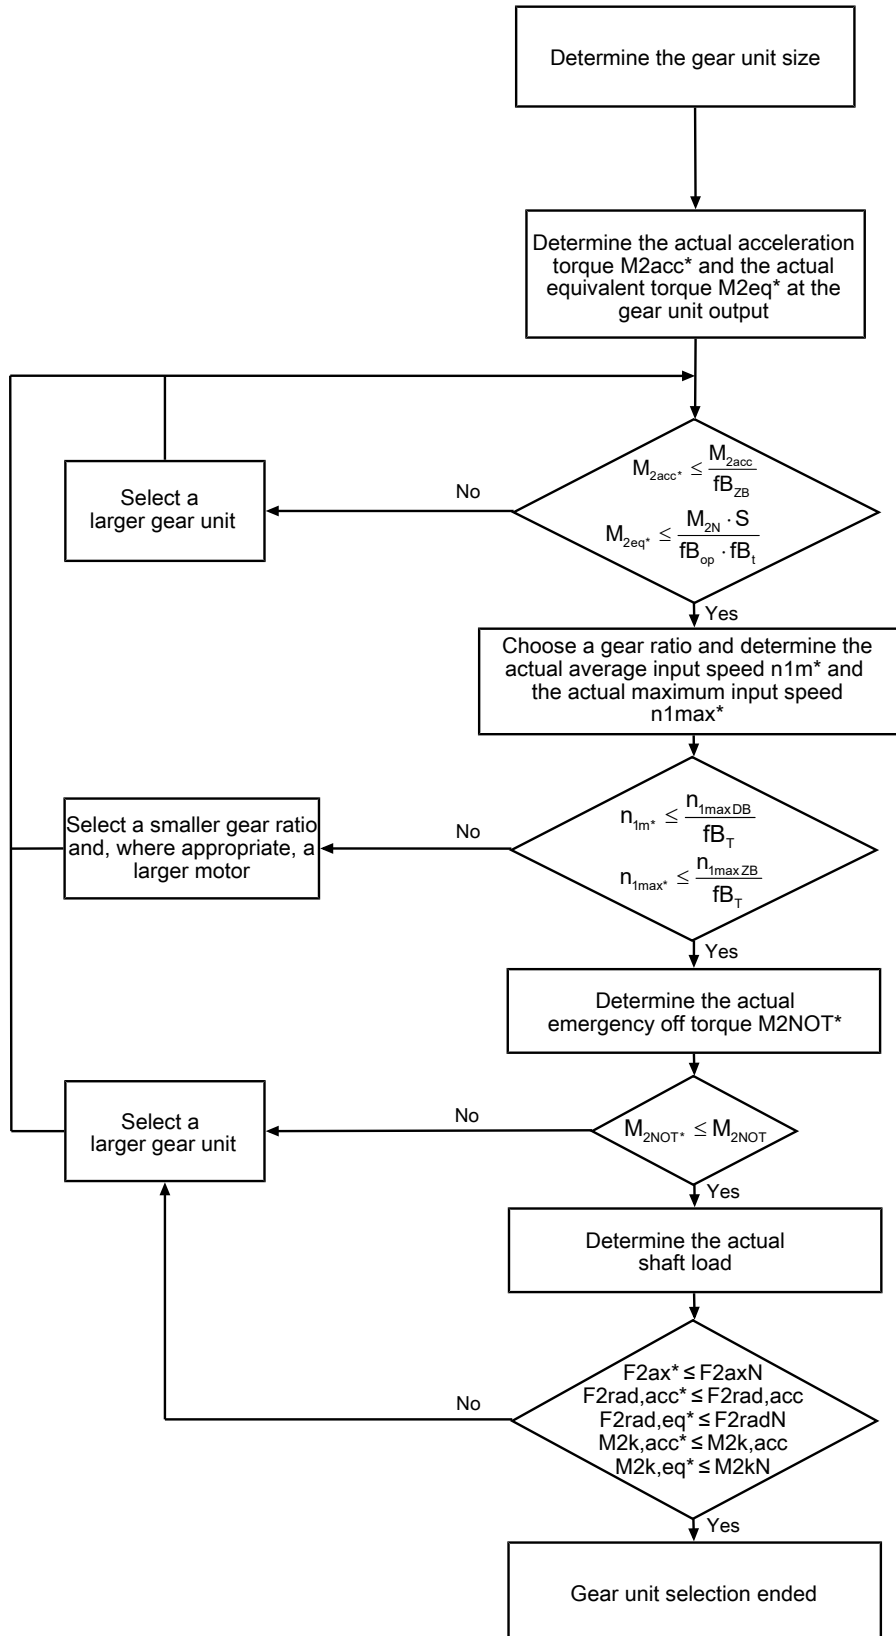 Determine the gear unit size
Determine the actual acceleration
torque M2acc* and the actual
equivalent torque M2eq* at the
gear unit output
M₂acc* ≤ M₂acc / fB_ZB
No
Select a
larger gear unit
M₂eq* ≤ M₂N · S / fB_op · fB_t
Yes
Choose a gear ratio and determine the
actual average input speed n1m* and
the actual maximum input speed
n1max*
n₁m* ≤ n₁maxDB / fB_T
No
Select a smaller gear ratio
and, where appropriate, a
larger motor
n₁max* ≤ n₁maxZB / fB_T
Yes
Determine the actual
emergency off torque M2NOT*
M₂NOT* ≤ M₂NOT
No
Select a
larger gear unit
Yes
Determine the actual
shaft load
F2ax* ≤ F2axN
F2rad,acc* ≤ F2rad,acc
F2rad,eq* ≤ F2radN
M2k,acc* ≤ M2k,acc
M2k,eq* ≤ M2kN
No
Yes
Gear unit selection ended